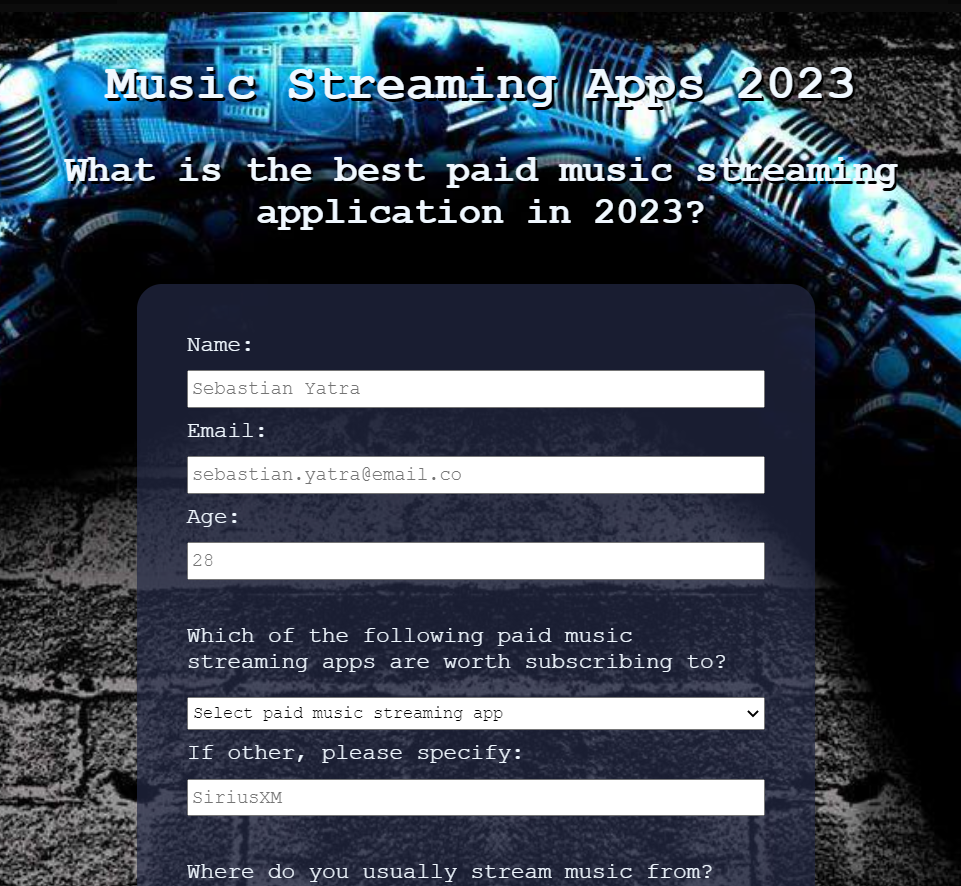 Music Streaming Apps 2023
What is the best paid music streaming
application in 2023?
Name:
Sebastian Yatra
Email:
sebastian.yatra@email.co
Age:
28
Which of the following paid music
streaming apps are worth subscribing to?
Select paid music streaming app
If other, please specify:
SiriusXM
Where do you usually stream music from?